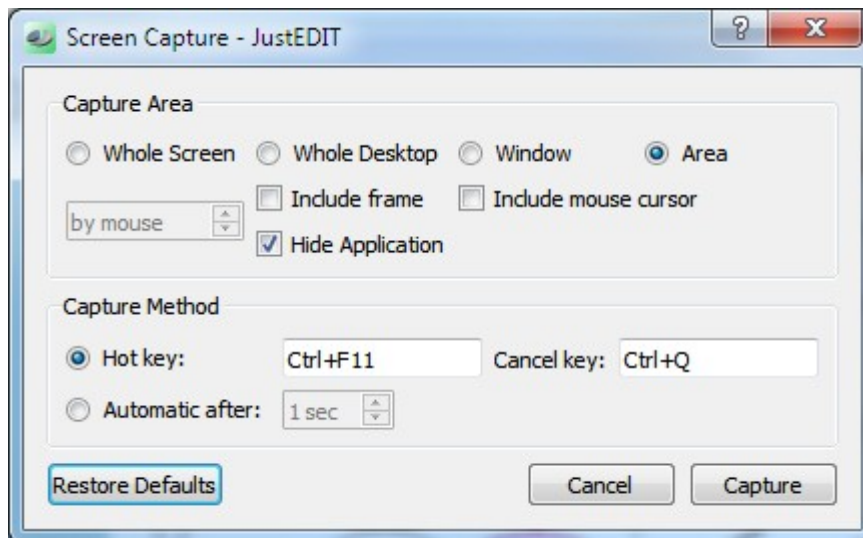 Screen Capture - JustEDIT
Capture Area
Whole Screen Whole Desktop Window Area
by mouse Include frame Include mouse cursor
Hide Application
Capture Method
Hot key: Ctrl+F11 Cancel key: Ctrl+Q
Automatic after: 1 sec
Restore Defaults Cancel Capture